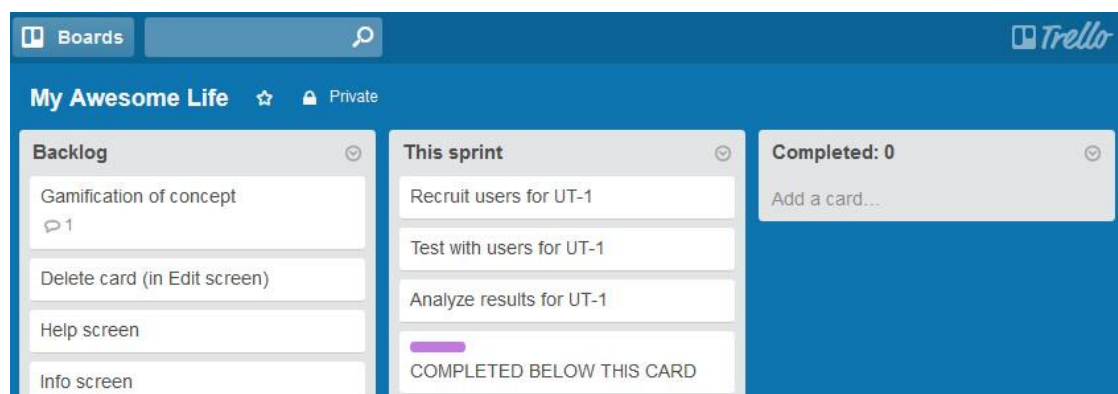 Boards
Trello
My Awesome Life
Private
Backlog
Gamification of concept
1
Delete card (in Edit screen)
Help screen
Info screen
This sprint
Recruit users for UT-1
Test with users for UT-1
Analyze results for UT-1
COMPLETED BELOW THIS CARD
Completed: 0
Add a card...